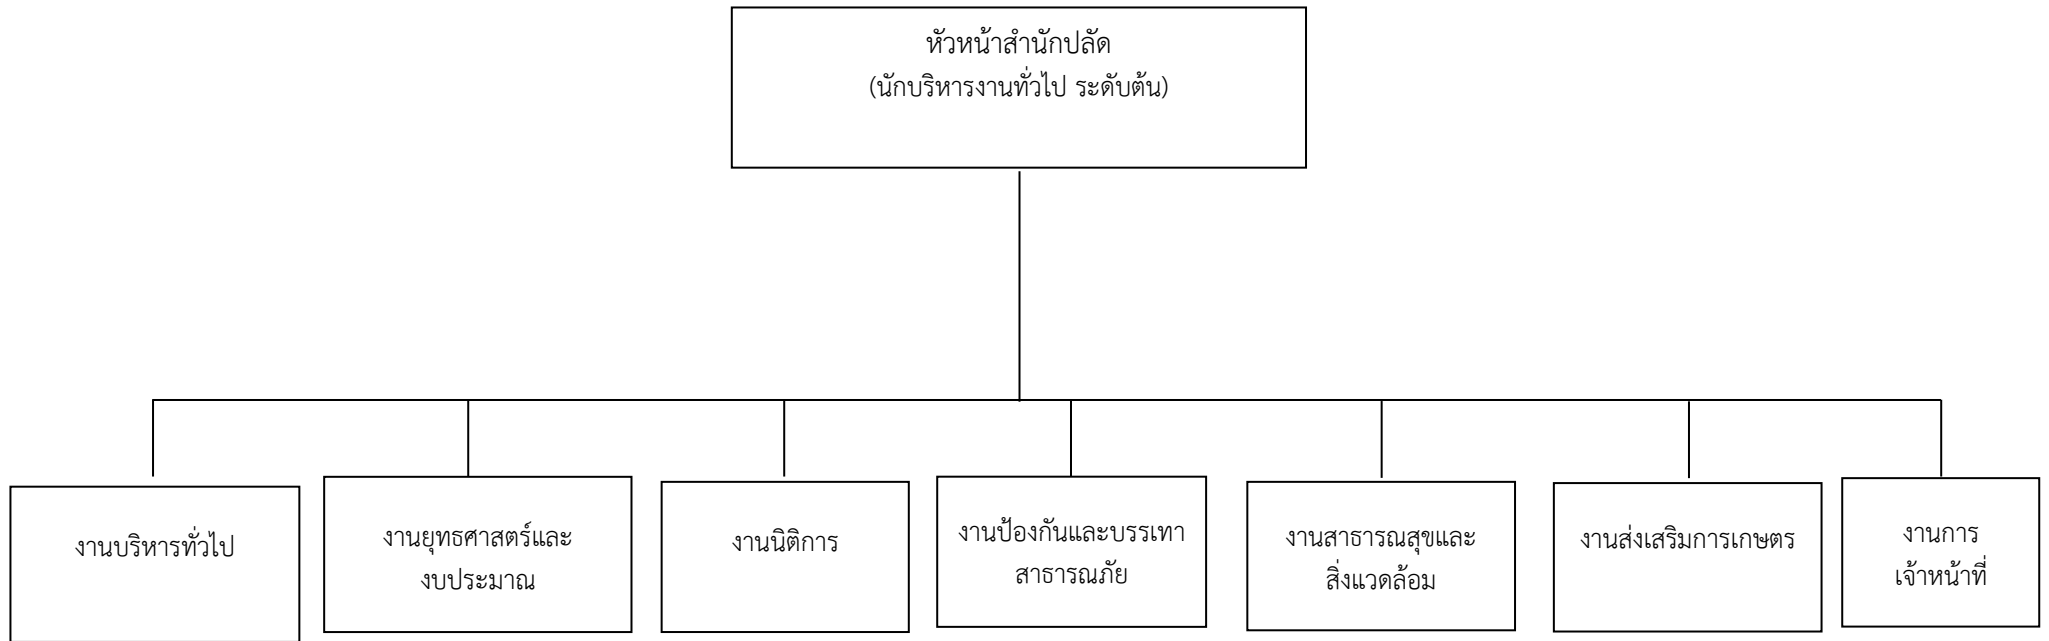 หัวหน้าสำนักปลัด
(นักบริหารงานทั่วไป ระดับต้น)
งานบริหารทั่วไป
งานยุทธศาสตร์และ
งบประมาณ
งานนิติการ
งานป้องกันและบรรเทา
สาธารณภัย
งานสาธารณสุขและ
สิ่งแวดล้อม
งานส่งเสริมการเกษตร
งานการ
เจ้าหน้าที่